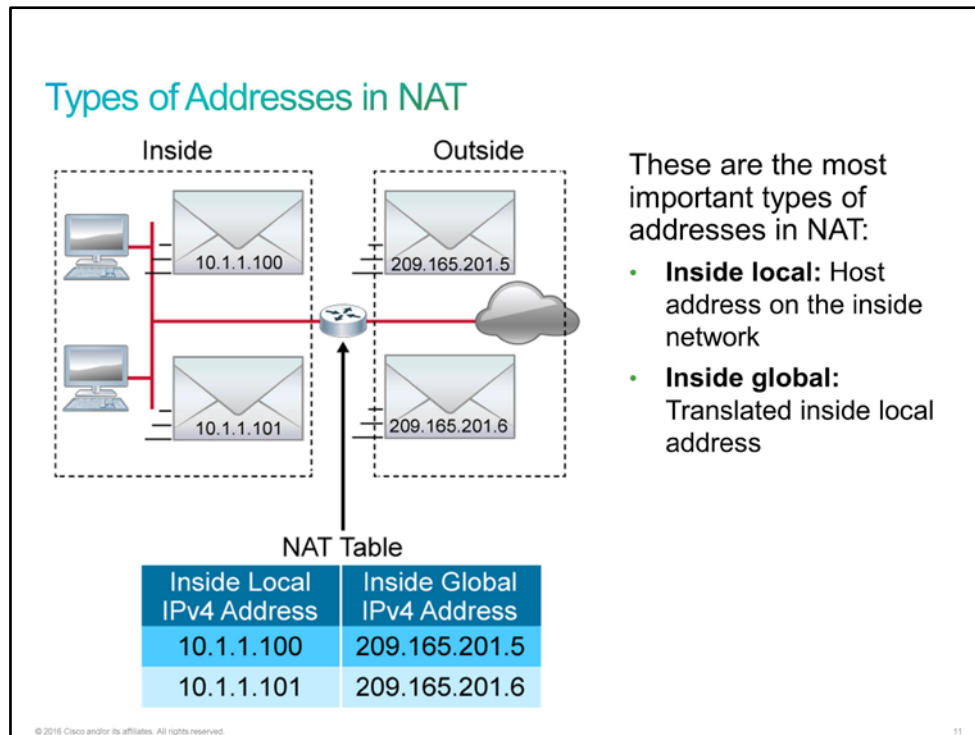 Types of Addresses in NAT
Inside
Outside
10.1.1.100
209.165.201.5
10.1.1.101
209.165.201.6
NAT Table
Inside Local
IPv4 Address
Inside Global
IPv4 Address
10.1.1.100
209.165.201.5
10.1.1.101
209.165.201.6
These are the most
important types of
addresses in NAT:
• Inside local: Host
address on the inside
network
• Inside global:
Translated inside local
address
© 2016 Cisco and/or its affiliates. All rights reserved.
11